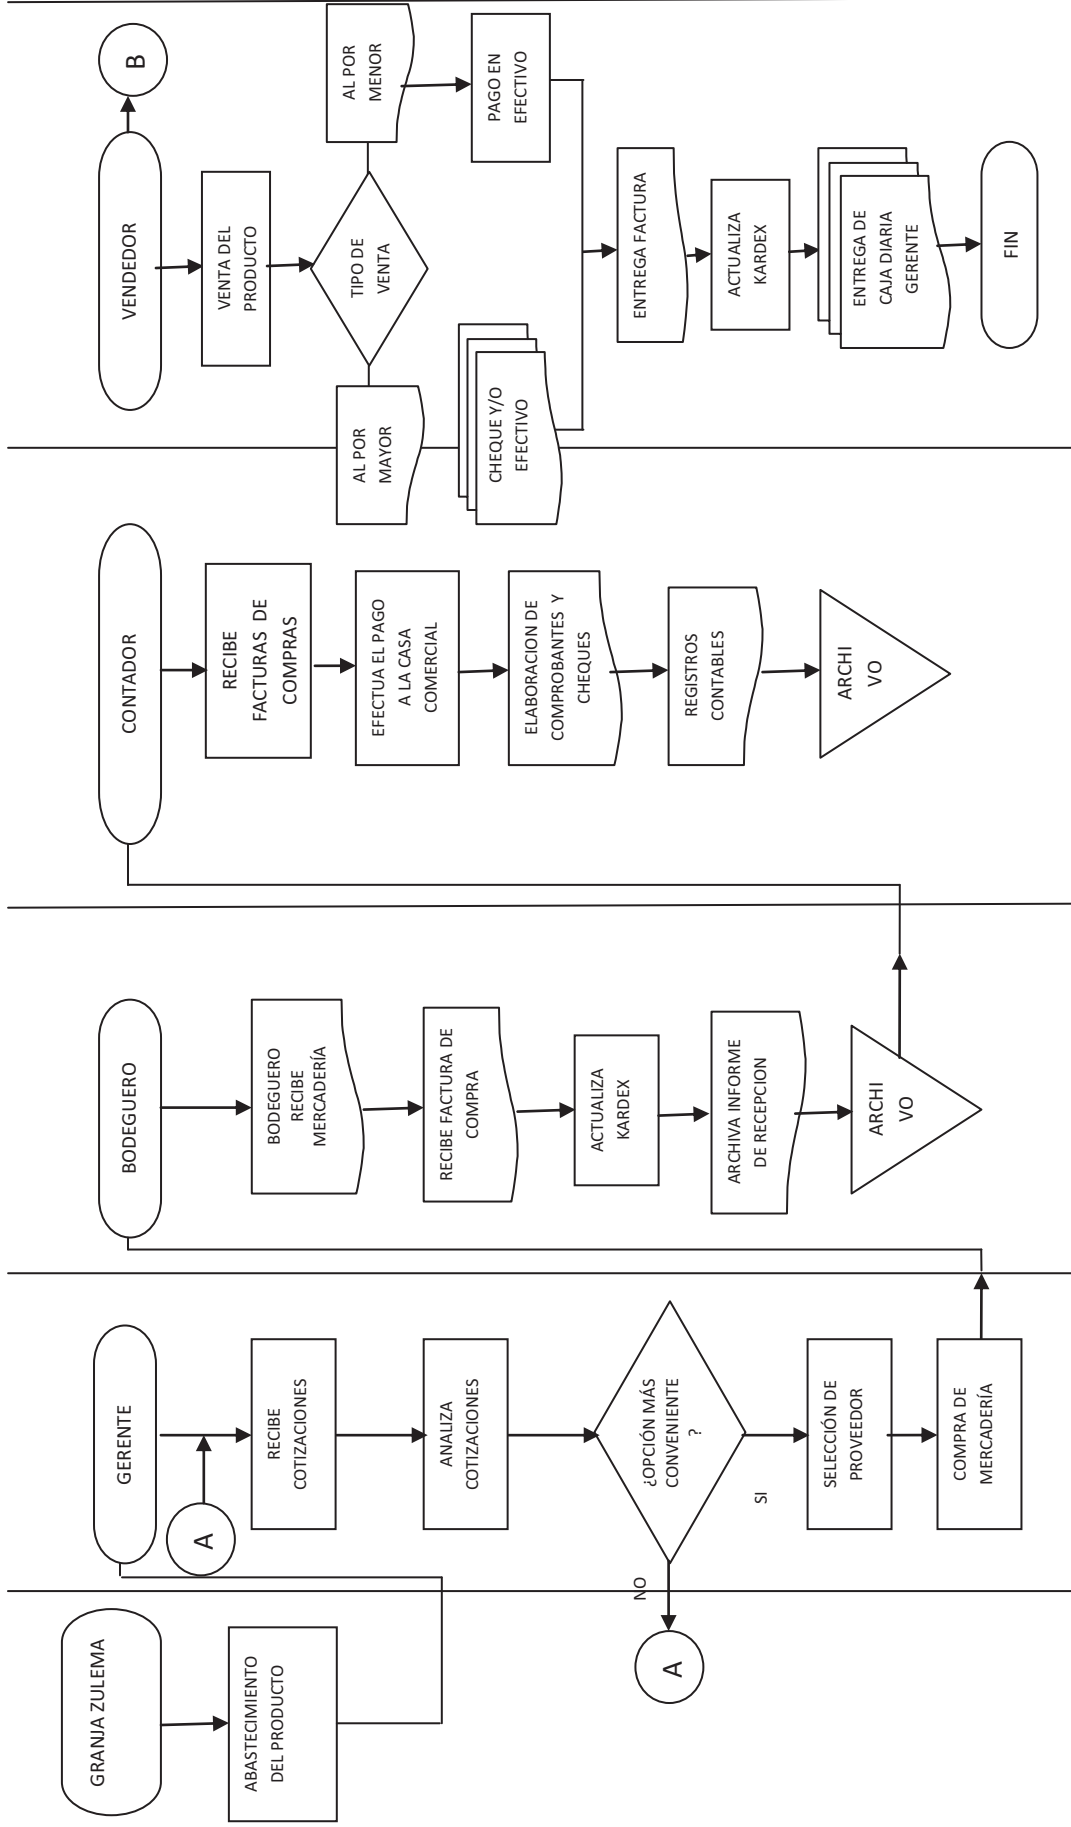 GRANJA ZULEMA
ABASTECIMIENTO
DEL PRODUCTO
GERENTE
A
RECIBE
COTIZACIONES
ANALIZA
COTIZACIONES
¿OPCIÓN MÁS
CONVENIENTE
?
NO
A
SI
SELECCIÓN DE
PROVEEDOR
COMPRA DE
MERCADERÍA
BODEGUERO
BODEGUERO
RECIBE
MERCADERÍA
RECIBE FACTURA DE
COMPRA
ACTUALIZA
KARDEX
ARCHIVA INFORME
DE RECEPCION
ARCHI
VO
CONTADOR
RECIBE
FACTURAS DE
COMPRAS
EFECTUA EL PAGO
A LA CASA
COMERCIAL
ELABORACION DE
COMPROBANTES Y
CHEQUES
REGISTROS
CONTABLES
ARCHI
VO
VENDEDOR
B
VENTA DEL
PRODUCTO
TIPO DE
VENTA
AL POR
MAYOR
AL POR
MENOR
CHEQUE Y/O
EFECTIVO
PAGO EN
EFECTIVO
ENTREGA FACTURA
ACTUALIZA
KARDEX
ENTREGA DE
CAJA DIARIA
GERENTE
FIN